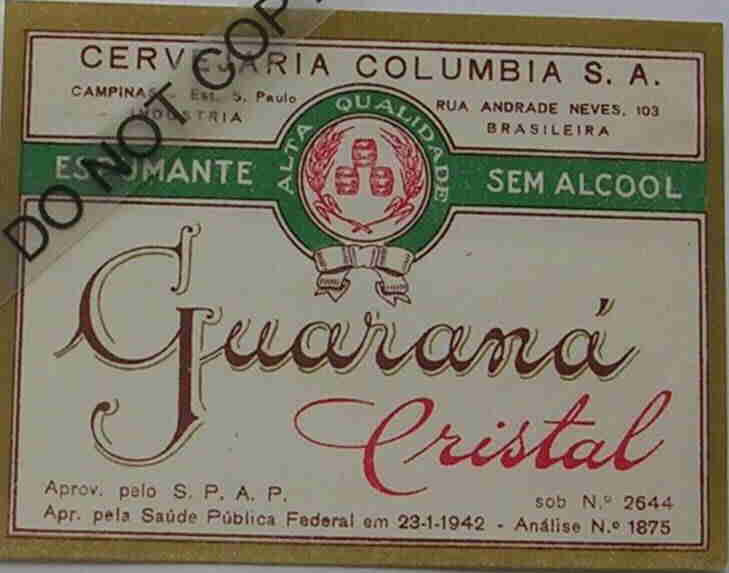 DO NOT COPY
CERVEJARIA COLUMBIA S. A.
CAMPINAS - Est. S. Paulo
INDUSTRIA
RUA ANDRADE NEVES, 103
BRASILEIRA
ALTA QUALIDADE
ESPUMANTE
SEM ALCOOL
Guaraná
Cristal
Aprov. pelo S. P. A. P. sob N.º 2644
Apr. pela Saúde Pública Federal em 23-1-1942 - Análise N.º 1875